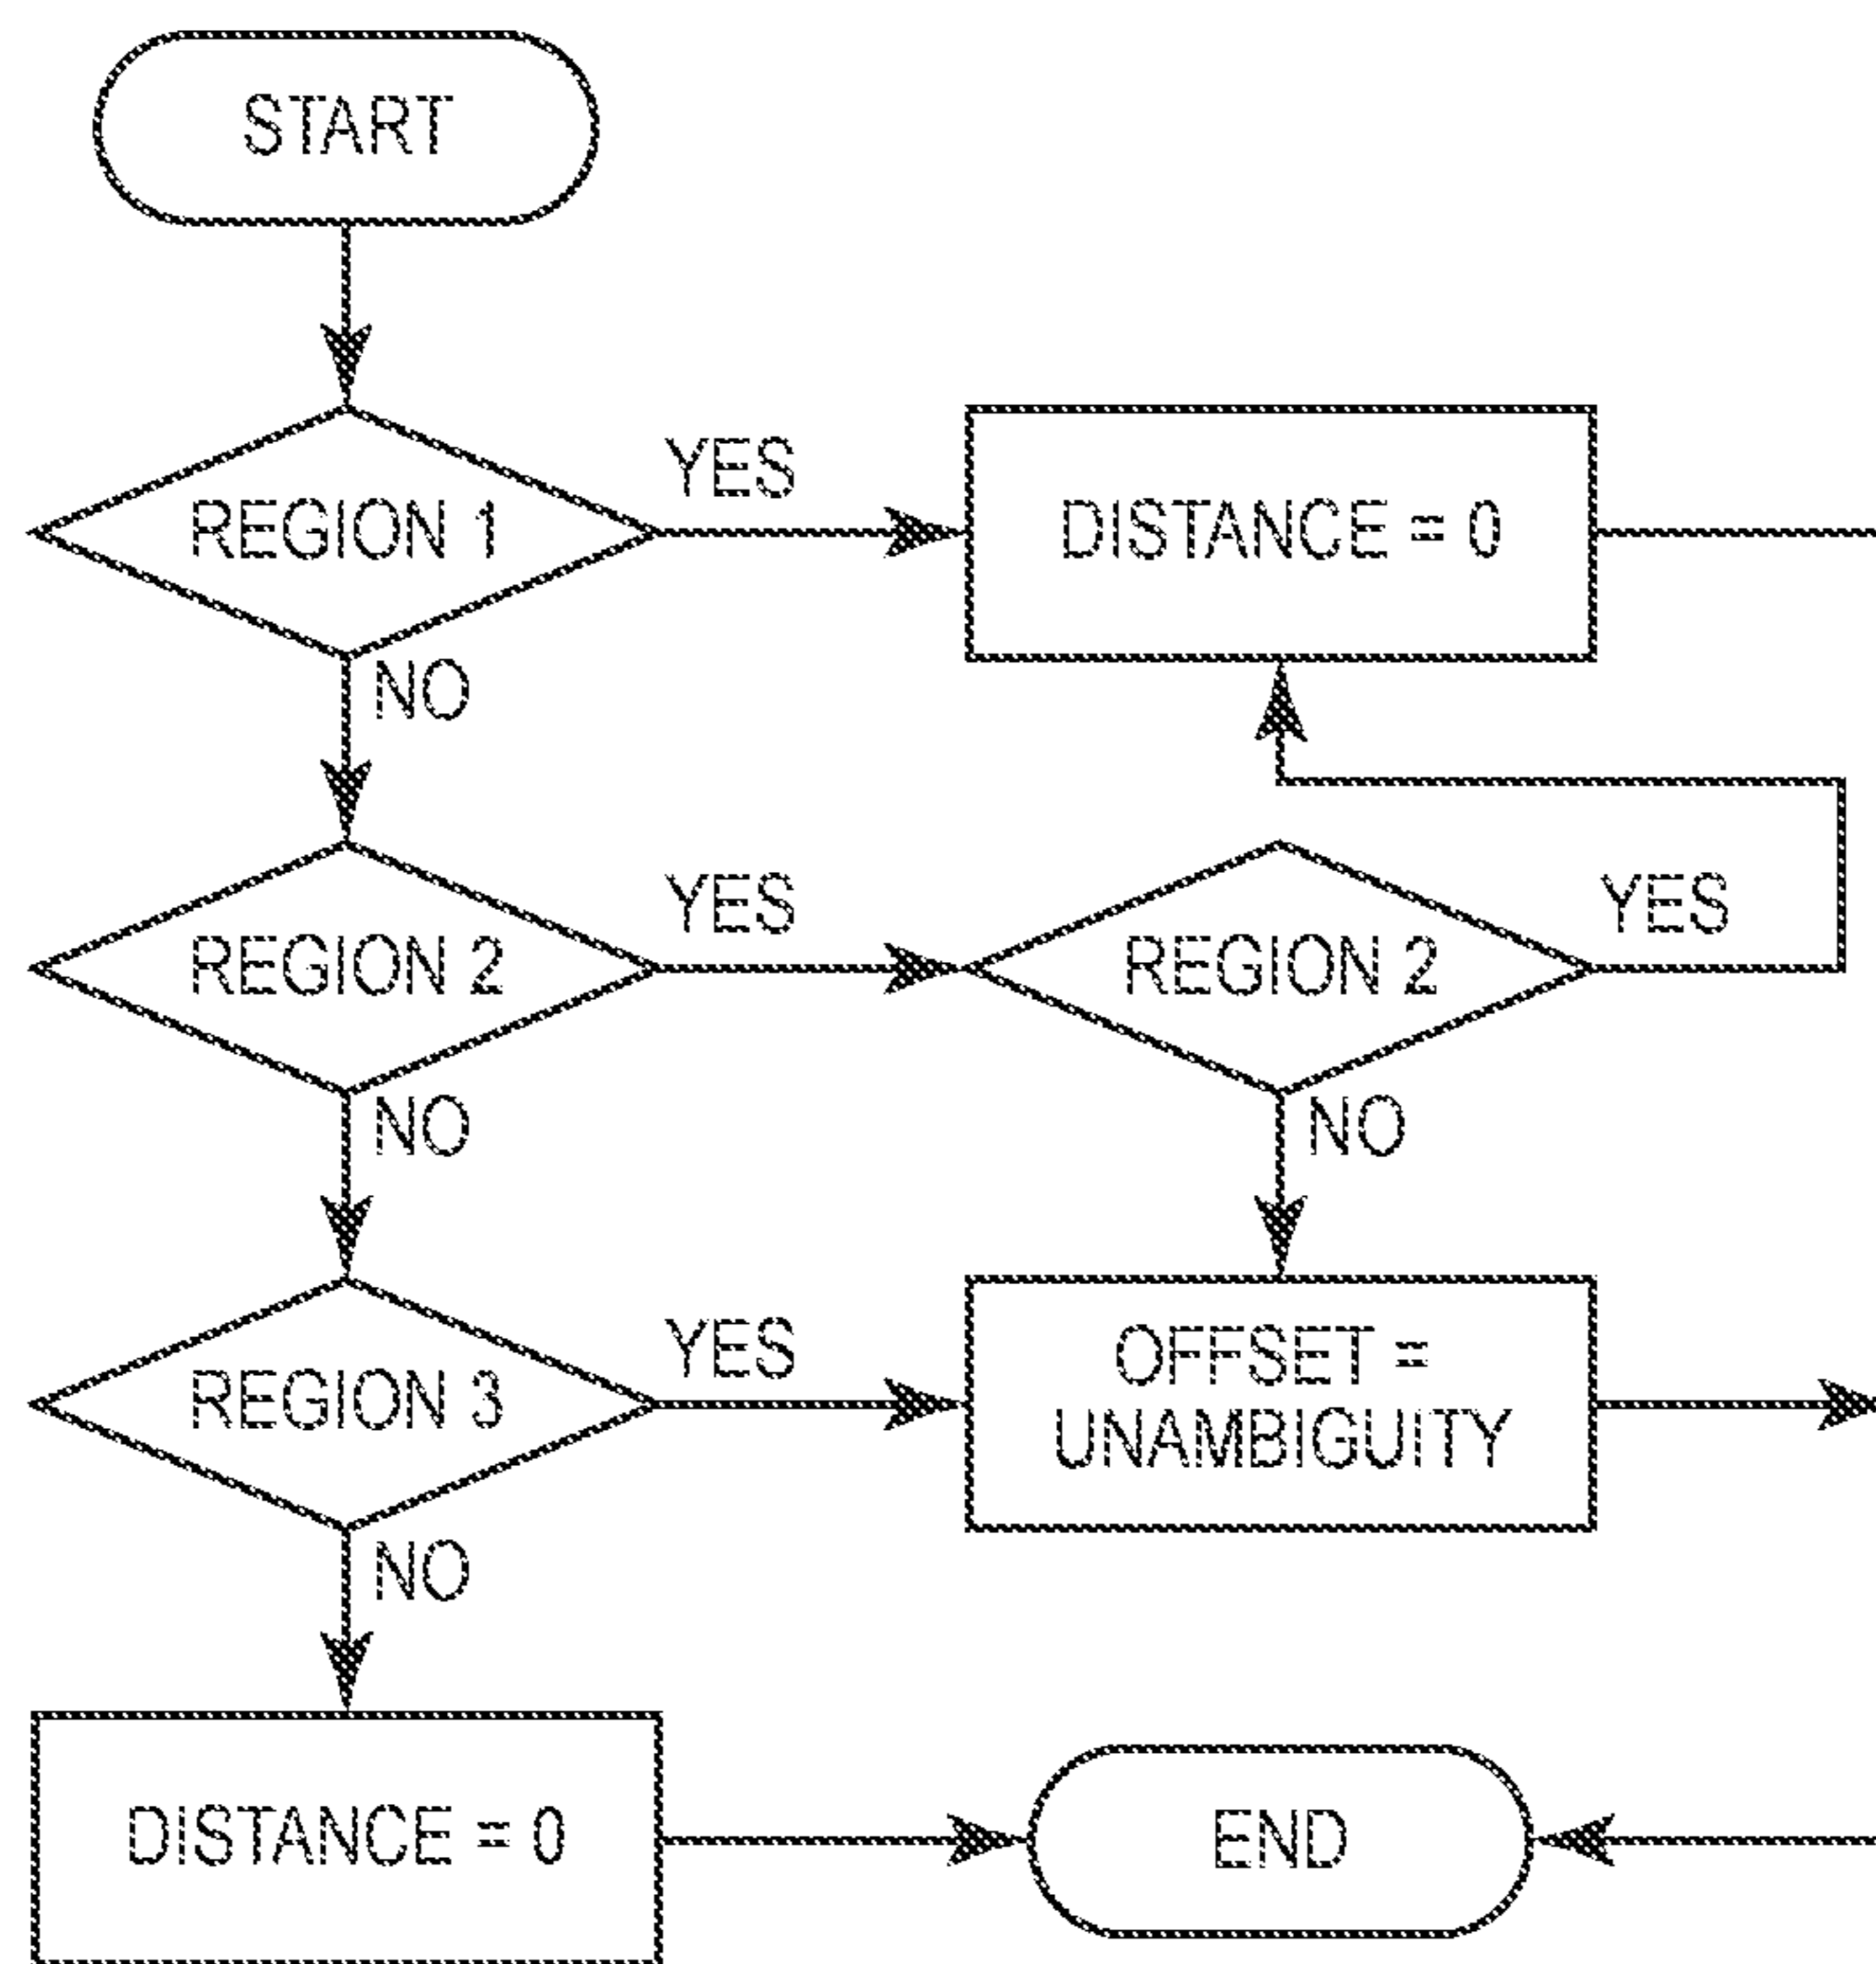 START
REGION 1
YES
DISTANCE = 0
NO
REGION 2
YES
REGION 2
YES
NO
NO
REGION 3
YES
OFFSET =
UNAMBIGUITY
NO
DISTANCE = 0
END